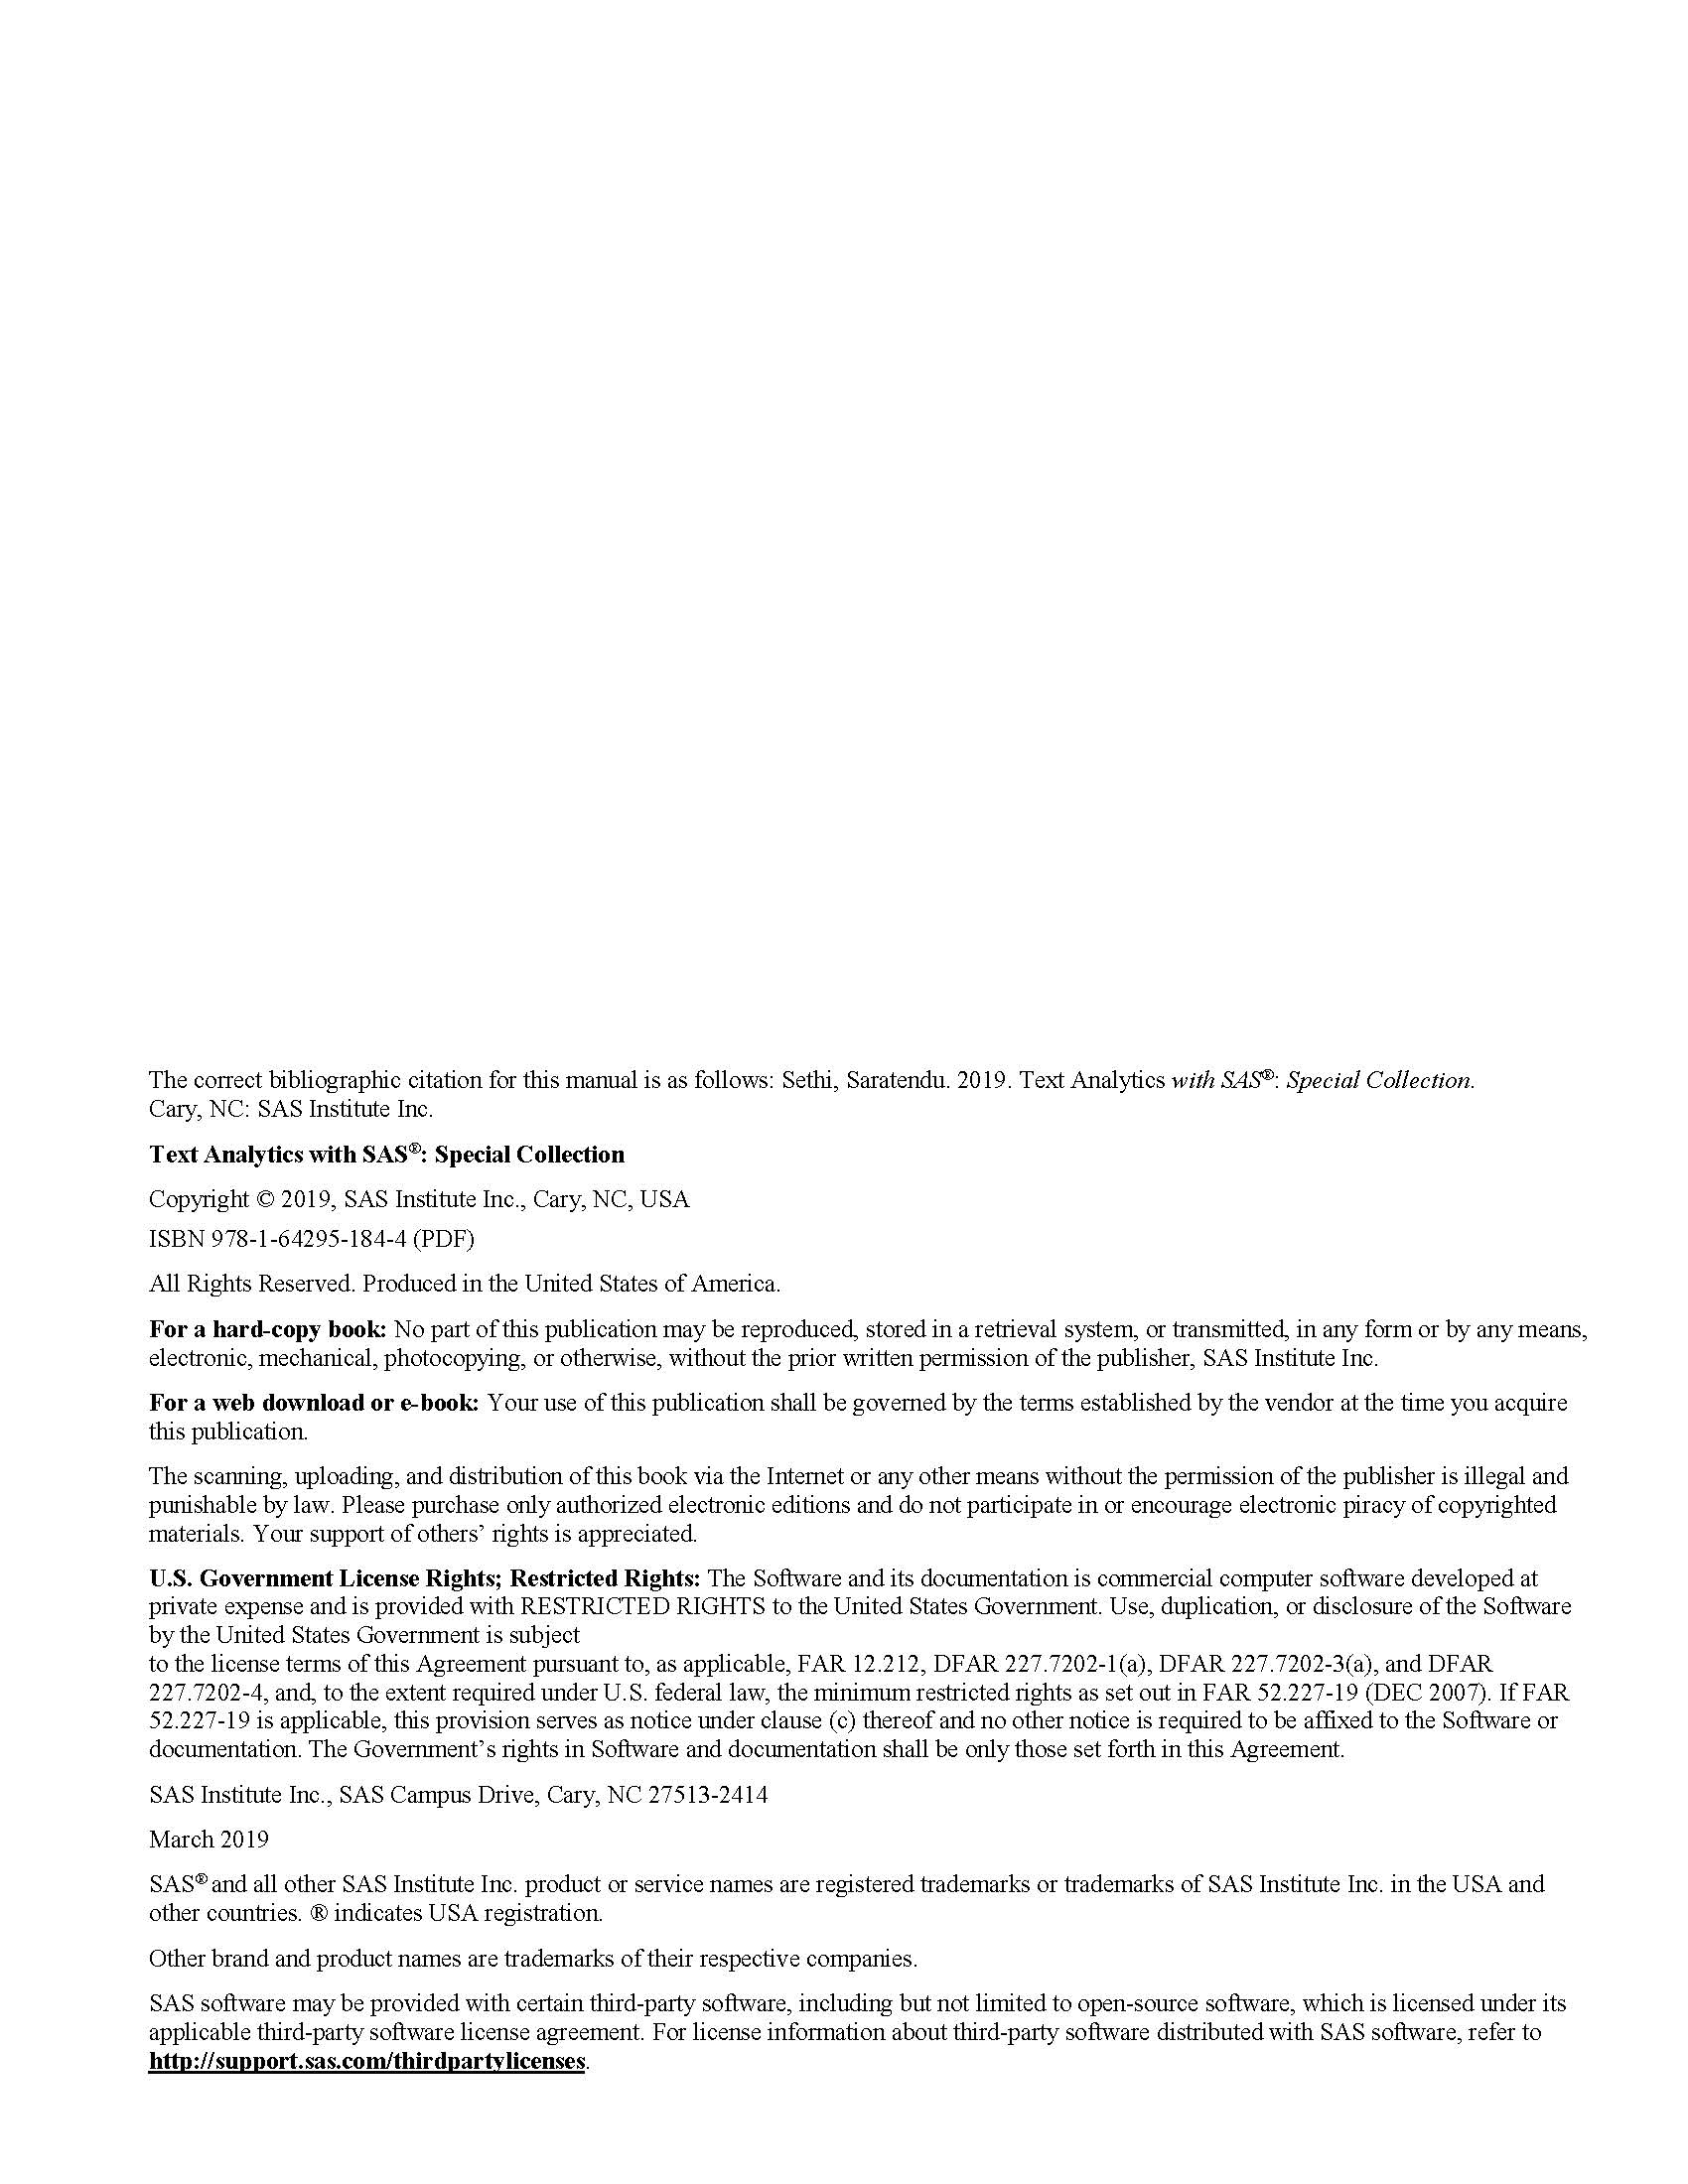 The correct bibliographic citation for this manual is as follows: Sethi, Saratendu. 2019. Text Analytics with SAS®: Special Collection.
Cary, NC: SAS Institute Inc.
Text Analytics with SAS®: Special Collection
Copyright © 2019, SAS Institute Inc., Cary, NC, USA
ISBN 978-1-64295-184-4 (PDF)
All Rights Reserved. Produced in the United States of America.
For a hard-copy book: No part of this publication may be reproduced, stored in a retrieval system, or transmitted, in any form or by any means,
electronic, mechanical, photocopying, or otherwise, without the prior written permission of the publisher, SAS Institute Inc.
For a web download or e-book: Your use of this publication shall be governed by the terms established by the vendor at the time you acquire
this publication.
The scanning, uploading, and distribution of this book via the Internet or any other means without the permission of the publisher is illegal and
punishable by law. Please purchase only authorized electronic editions and do not participate in or encourage electronic piracy of copyrighted
materials. Your support of others’ rights is appreciated.
U.S. Government License Rights; Restricted Rights: The Software and its documentation is commercial computer software developed at
private expense and is provided with RESTRICTED RIGHTS to the United States Government. Use, duplication, or disclosure of the Software
by the United States Government is subject
to the license terms of this Agreement pursuant to, as applicable, FAR 12.212, DFAR 227.7202-1(a), DFAR 227.7202-3(a), and DFAR
227.7202-4, and, to the extent required under U.S. federal law, the minimum restricted rights as set out in FAR 52.227-19 (DEC 2007). If FAR
52.227-19 is applicable, this provision serves as notice under clause (c) thereof and no other notice is required to be affixed to the Software or
documentation. The Government’s rights in Software and documentation shall be only those set forth in this Agreement.
SAS Institute Inc., SAS Campus Drive, Cary, NC 27513-2414
March 2019
SAS® and all other SAS Institute Inc. product or service names are registered trademarks or trademarks of SAS Institute Inc. in the USA and
other countries. ® indicates USA registration.
Other brand and product names are trademarks of their respective companies.
SAS software may be provided with certain third-party software, including but not limited to open-source software, which is licensed under its
applicable third-party software license agreement. For license information about third-party software distributed with SAS software, refer to
http://support.sas.com/thirdpartylicenses.